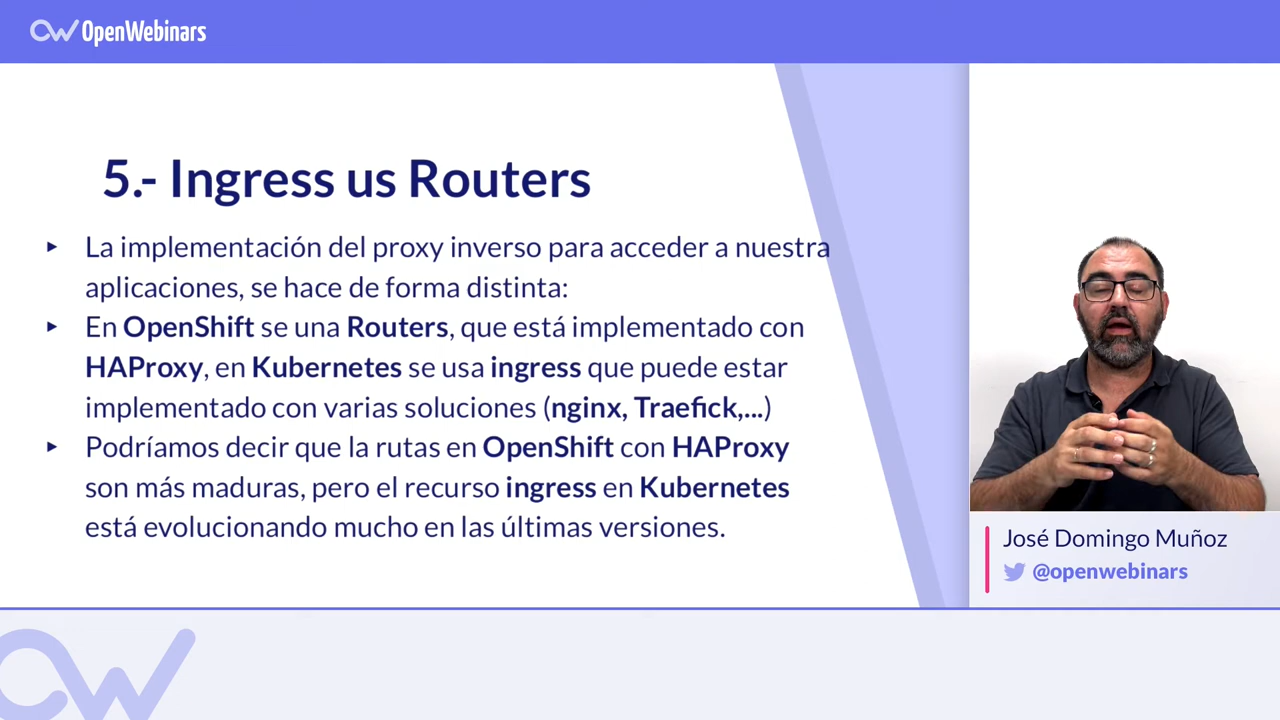 OpenWebinars
5.- Ingress us Routers
‣ La implementación del proxy inverso para acceder a nuestra
aplicaciones, se hace de forma distinta:
‣ En OpenShift se una Routers, que está implementado con
HAProxy, en Kubernetes se usa ingress que puede estar
implementado con varias soluciones (nginx, Traefick,...)
‣ Podríamos decir que la rutas en OpenShift con HAProxy
son más maduras, pero el recurso ingress en Kubernetes
está evolucionando mucho en las últimas versiones.
José Domingo Muñoz
@openwebinars